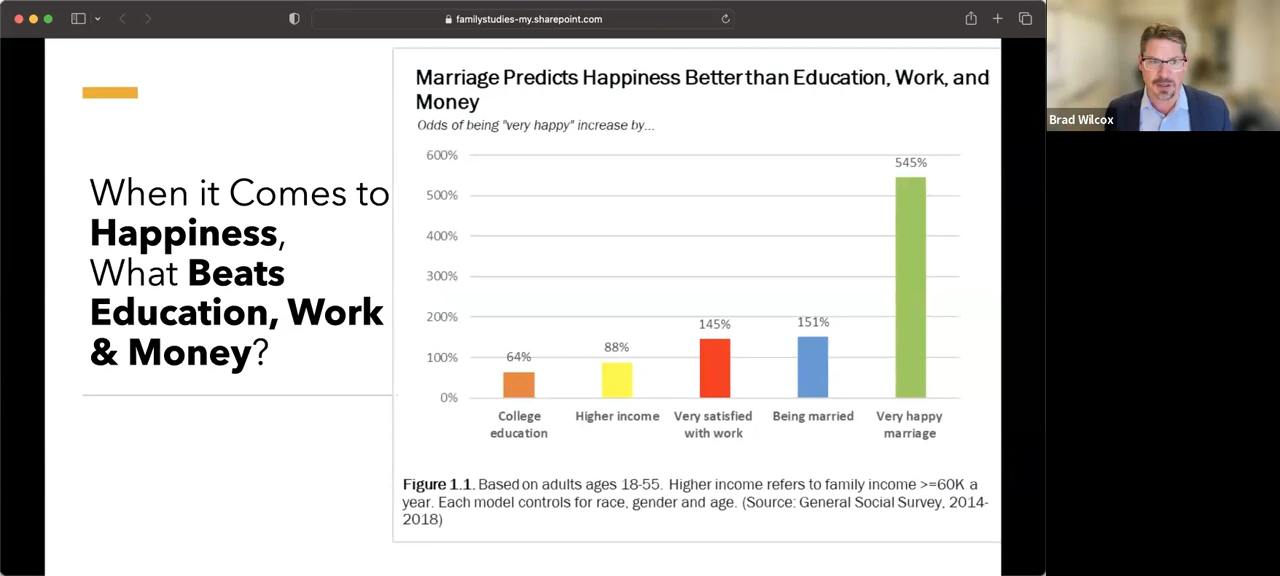 familystudies-my.sharepoint.com
Brad Wilcox
When it Comes to
Happiness,
What Beats
Education, Work
& Money?
Marriage Predicts Happiness Better than Education, Work, and
Money
Odds of being "very happy" increase by...
600%
500%
400%
300%
200%
100%
0%
64%
88%
145%
151%
545%
College
education
Higher income
Very satisfied
with work
Being married
Very happy
marriage
Figure 1.1. Based on adults ages 18-55. Higher income refers to family income >=60K a
year. Each model controls for race, gender and age. (Source: General Social Survey, 2014-
2018)